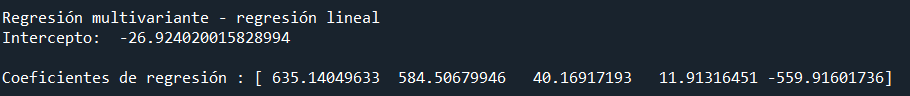 Regresión multivariante - regresión lineal
Intercepto:  -26.924020015828994
Coeficientes de regresión : [ 635.14049633  584.50679946   40.16917193   11.91316451 -559.91601736]